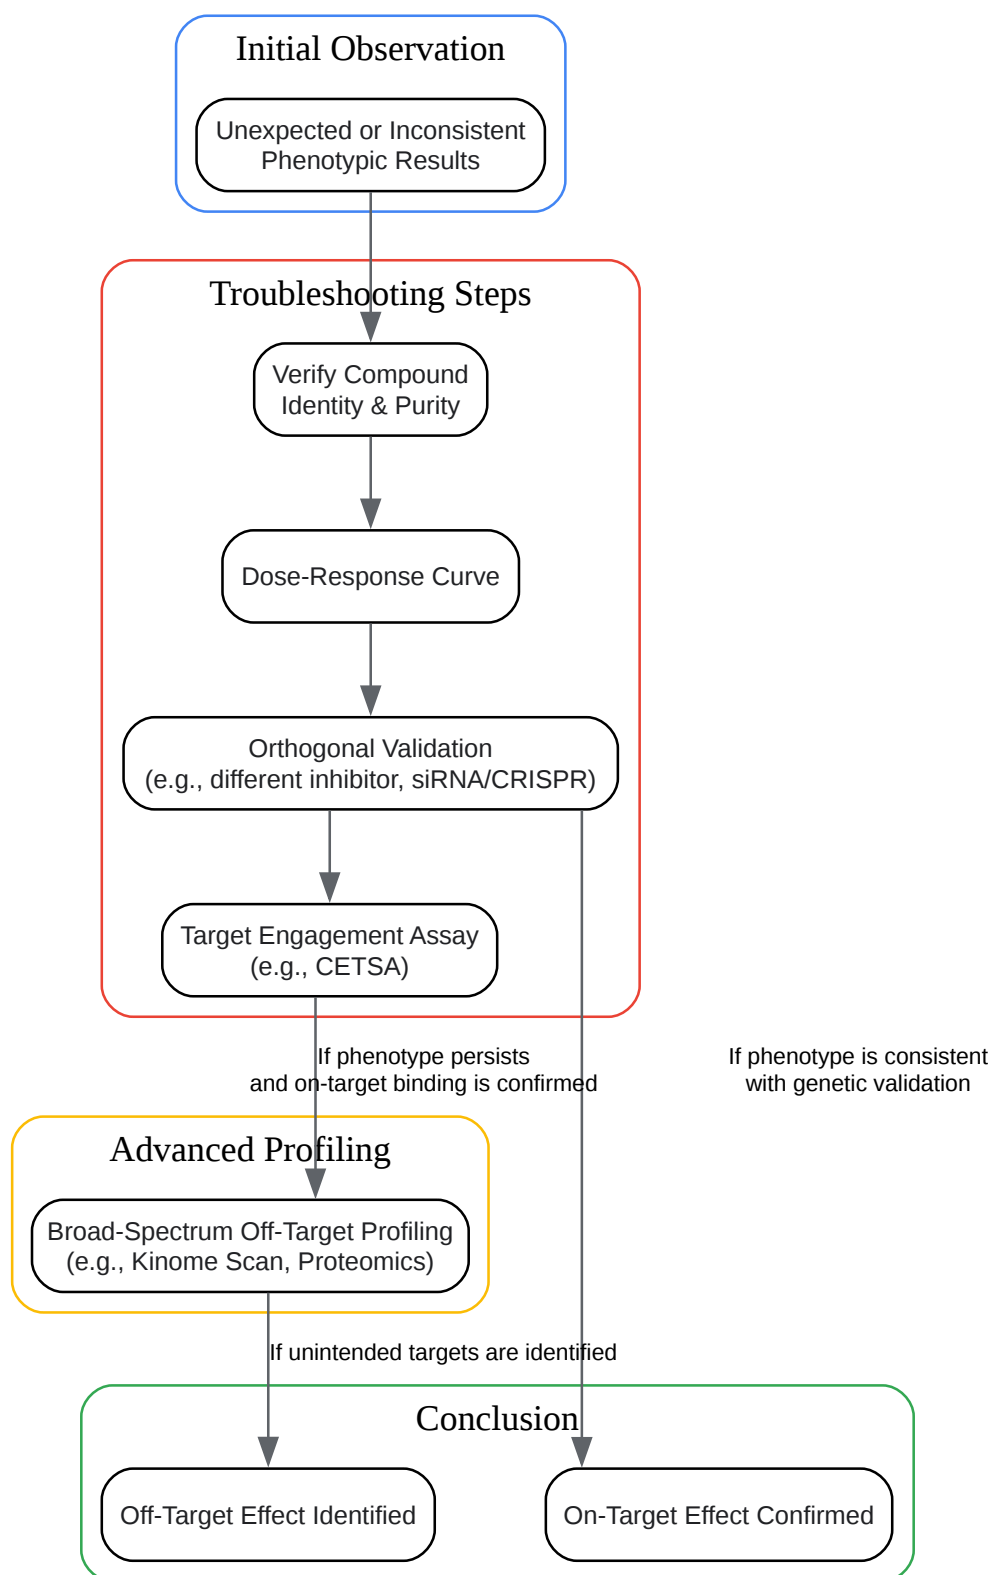 Initial Observation
Unexpected or Inconsistent
Phenotypic Results
Troubleshooting Steps
Verify Compound
Identity & Purity
Dose-Response Curve
Orthogonal Validation
(e.g., different inhibitor, siRNA/CRISPR)
Target Engagement Assay
(e.g., CETSA)
If phenotype persists
and on-target binding is confirmed
If phenotype is consistent
with genetic validation
Advanced Profiling
Broad-Spectrum Off-Target Profiling
(e.g., Kinome Scan, Proteomics)
If unintended targets are identified
Conclusion
Off-Target Effect Identified
On-Target Effect Confirmed